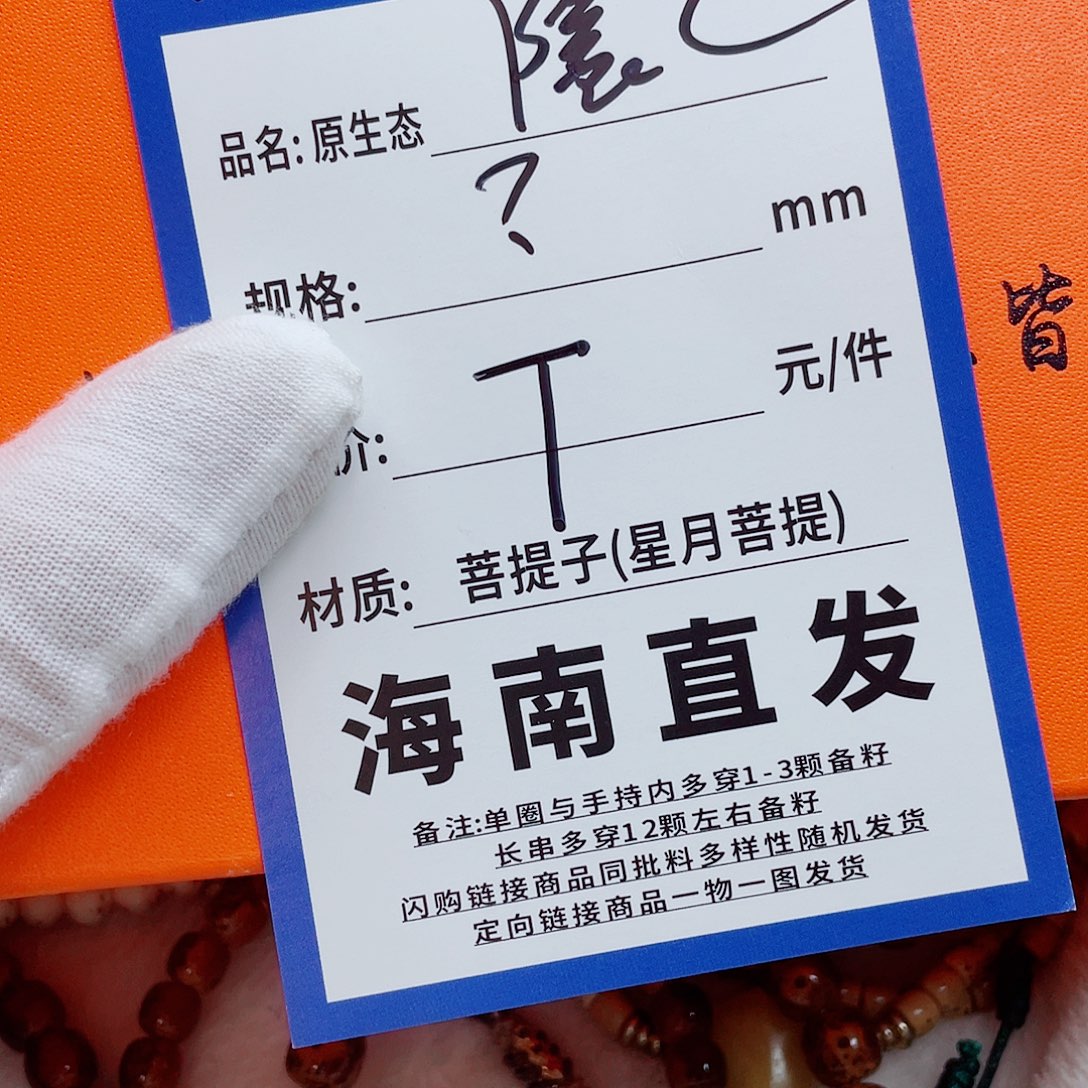 品名:原生态 隱
规格: ? mm
价: T 元/件
材质: 菩提子(星月菩提)
海南直发
备注:单圈与手持内多穿1-3颗备籽
长串多穿12颗左右备籽
闪购链接商品同批料多样性随机发货
定向链接商品一物一图发货
皆